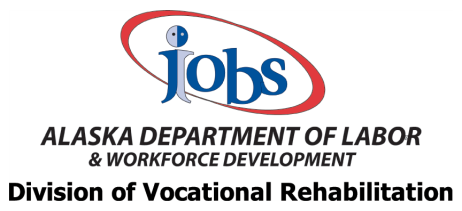 jobs
ALASKA DEPARTMENT OF LABOR
& WORKFORCE DEVELOPMENT
Division of Vocational Rehabilitation